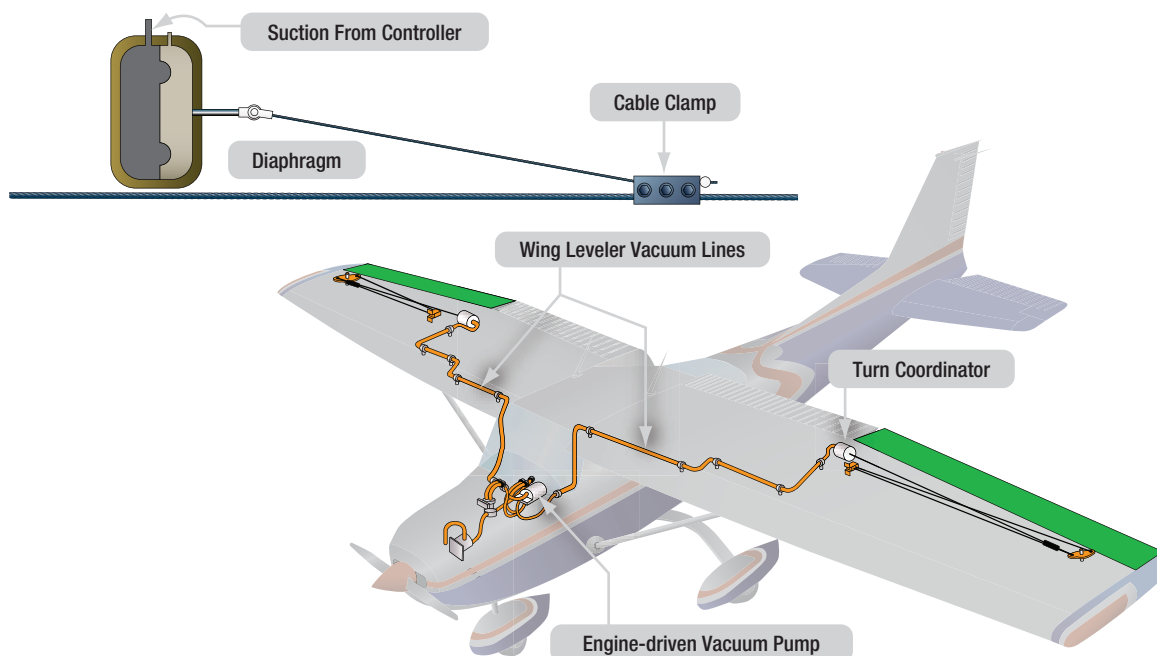 Suction From Controller
Cable Clamp
Diaphragm
Wing Leveler Vacuum Lines
Turn Coordinator
Engine-driven Vacuum Pump